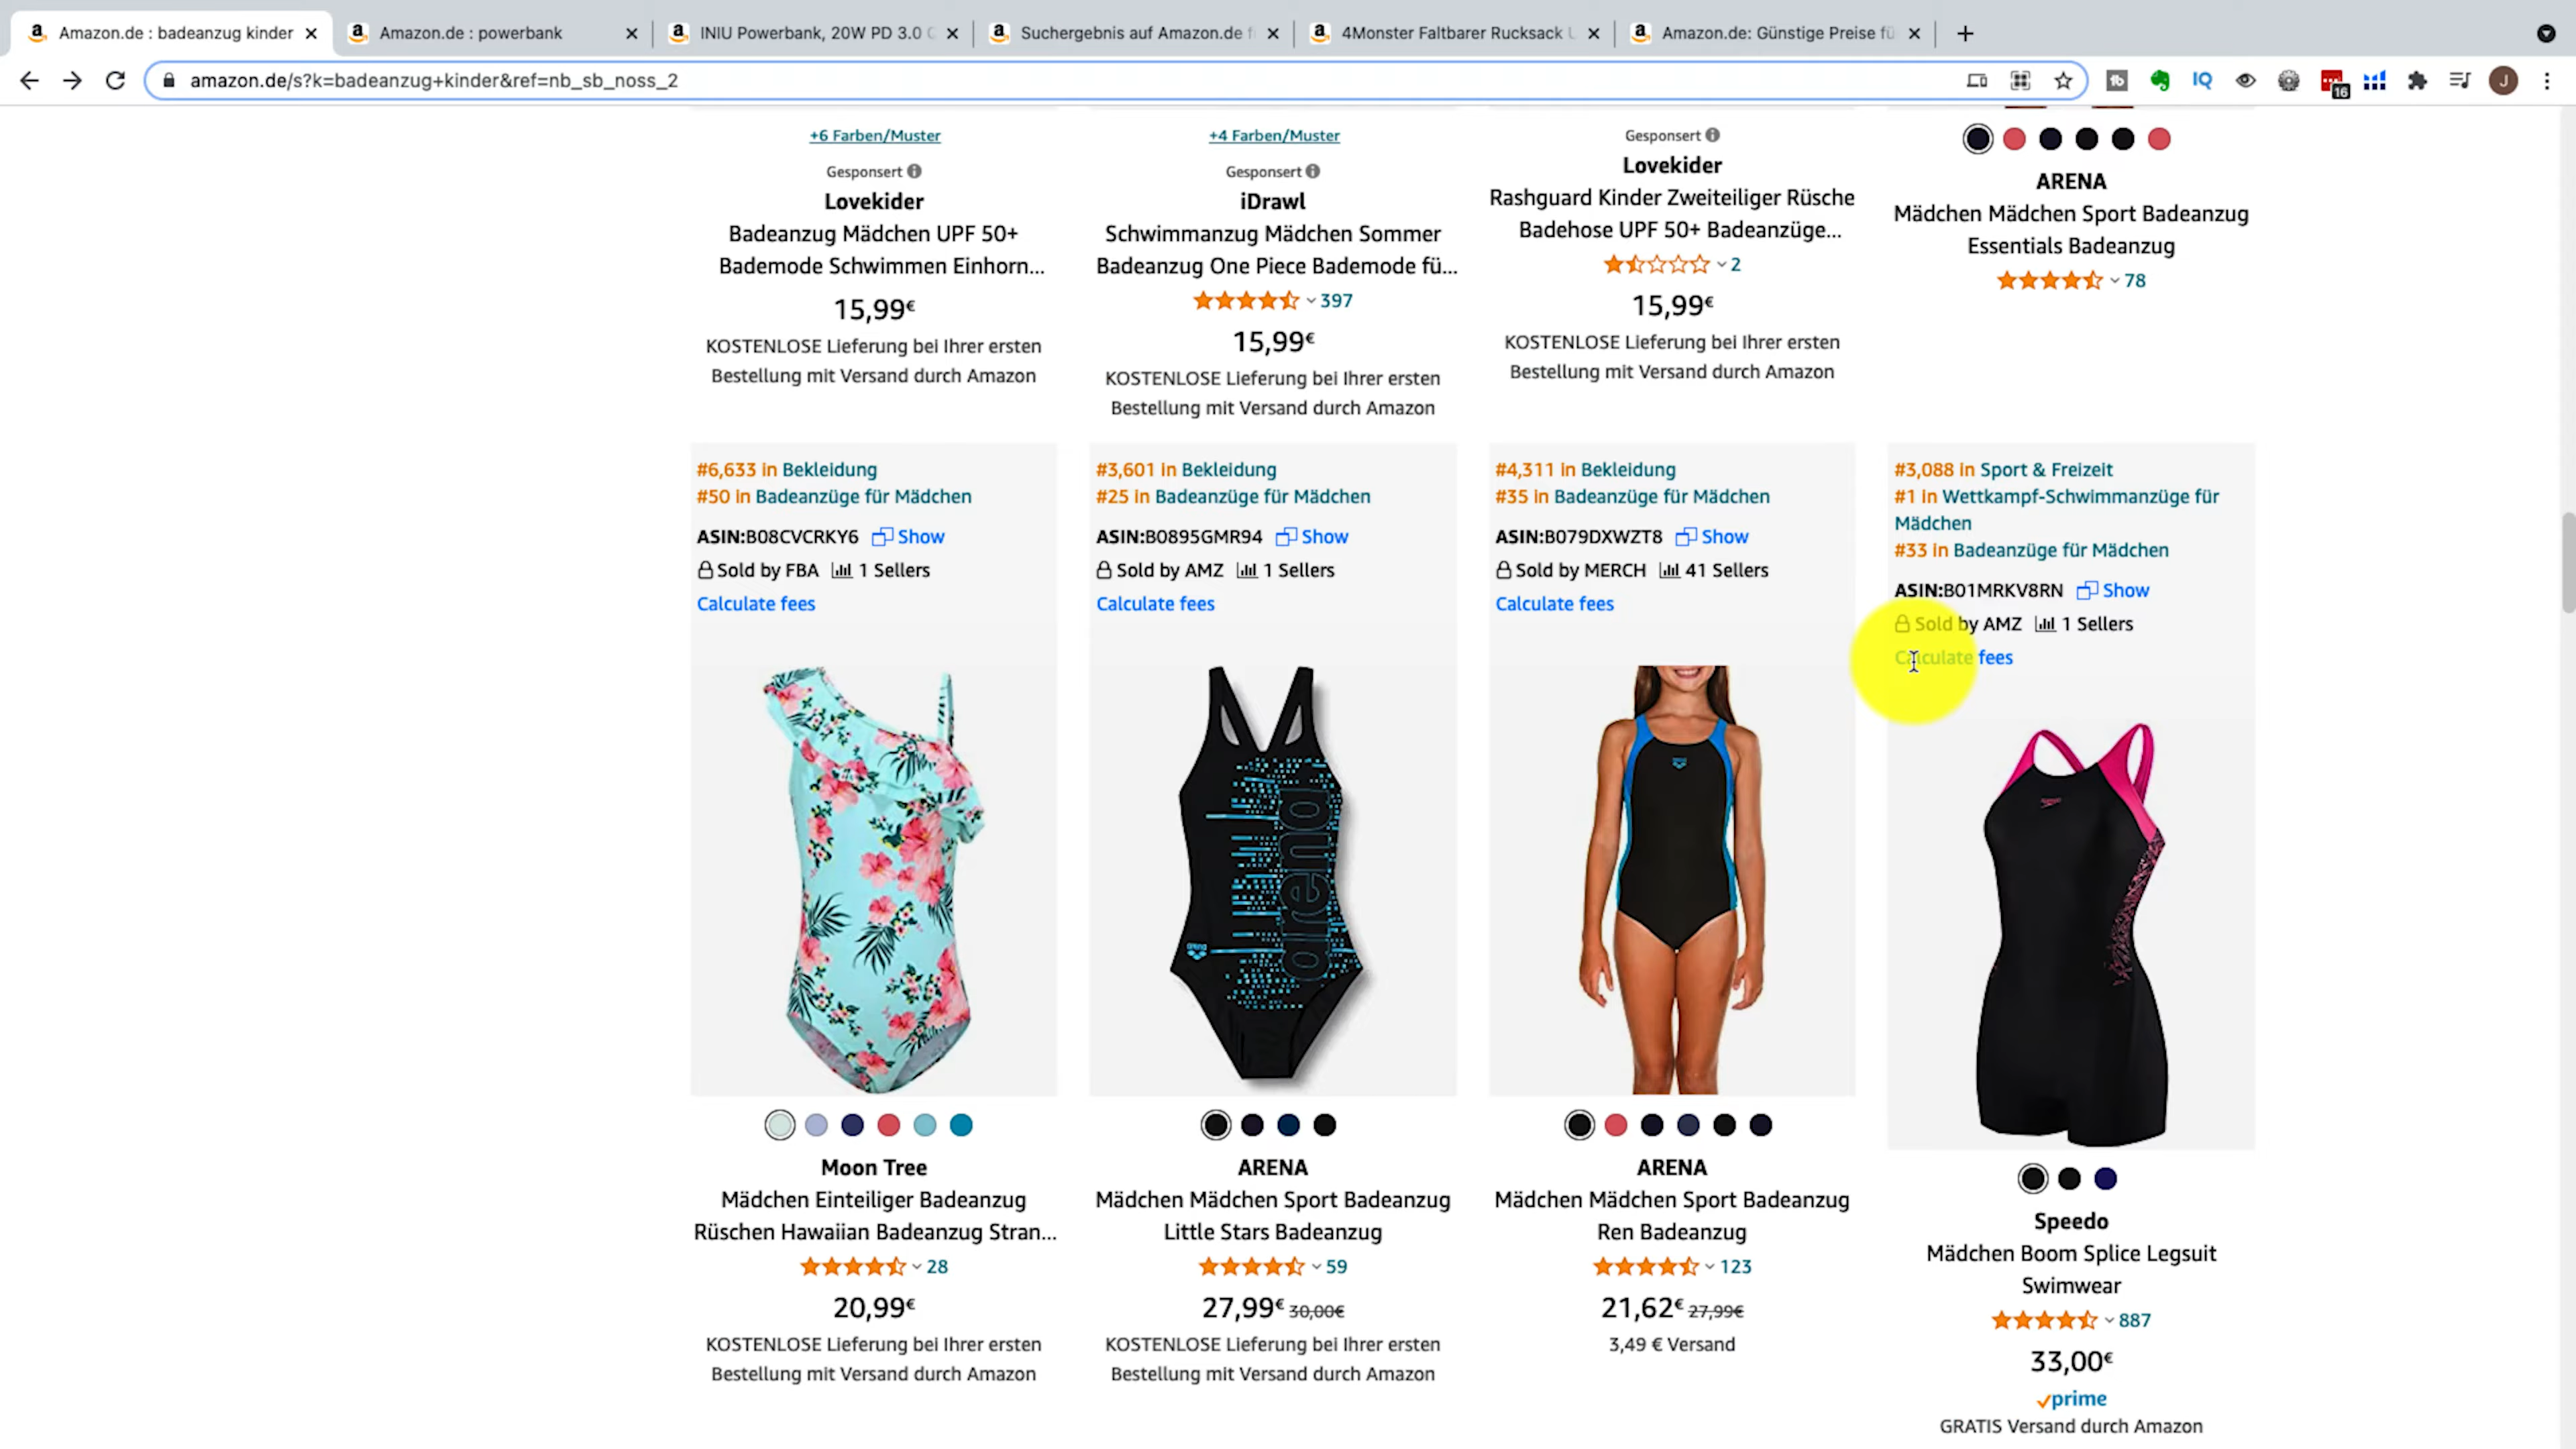 Amazon.de : badeanzug kinder
Amazon.de : powerbank
INIU Powerbank, 20W PD 3.0
Suchergebnis auf Amazon.de
4Monster Faltbarer Rucksack
Amazon.de: Günstige Preise fü
amazon.de/s?k=badeanzug+kinder&ref=nb_sb_noss_2
IQ
16
J
+6 Farben/Muster
Gesponsert
Lovekider
Badeanzug Mädchen UPF 50+
Bademode Schwimmen Einhorn...
15,99€
KOSTENLOSE Lieferung bei Ihrer ersten
Bestellung mit Versand durch Amazon
+4 Farben/Muster
Gesponsert
iDrawl
Schwimmanzug Mädchen Sommer
Badeanzug One Piece Bademode fü...
397
15,99€
KOSTENLOSE Lieferung bei Ihrer ersten
Bestellung mit Versand durch Amazon
Gesponsert
Lovekider
Rashguard Kinder Zweiteiliger Rüsche
Badehose UPF 50+ Badeanzüge...
2
15,99€
KOSTENLOSE Lieferung bei Ihrer ersten
Bestellung mit Versand durch Amazon
ARENA
Mädchen Mädchen Sport Badeanzug
Essentials Badeanzug
78
#6,633 in Bekleidung
#50 in Badeanzüge für Mädchen
ASIN:B08CVCRKY6 Show
Sold by FBA 1 Sellers
Calculate fees
Moon Tree
Mädchen Einteiliger Badeanzug
Rüschen Hawaiian Badeanzug Stran...
28
20,99€
KOSTENLOSE Lieferung bei Ihrer ersten
Bestellung mit Versand durch Amazon
#3,601 in Bekleidung
#25 in Badeanzüge für Mädchen
ASIN:B0895GMR94 Show
Sold by AMZ 1 Sellers
Calculate fees
arena
arena
ARENA
Mädchen Mädchen Sport Badeanzug
Little Stars Badeanzug
59
27,99€ 30,00€
KOSTENLOSE Lieferung bei Ihrer ersten
Bestellung mit Versand durch Amazon
#4,311 in Bekleidung
#35 in Badeanzüge für Mädchen
ASIN:B079DXWZT8 Show
Sold by MERCH 41 Sellers
Calculate fees
ARENA
Mädchen Mädchen Sport Badeanzug
Ren Badeanzug
123
21,62€ 27,99€
3,49 € Versand
#3,088 in Sport & Freizeit
#1 in Wettkampf-Schwimmanzüge für
Mädchen
#33 in Badeanzüge für Mädchen
ASIN:B01MRKV8RN Show
Sold by AMZ 1 Sellers
Calculate fees
Speedo
Mädchen Boom Splice Legsuit
Swimwear
887
33,00€
prime
GRATIS Versand durch Amazon